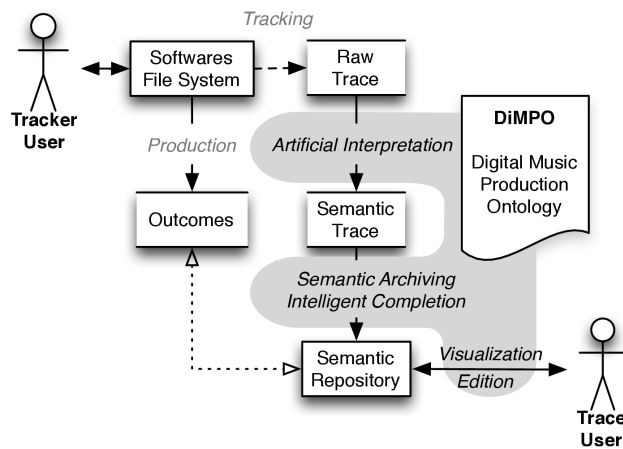 Tracking
Softwares
File System
Raw
Trace
Tracker
User
DiMPO
Production
Artificial Interpretation
Digital Music
Production
Ontology
Outcomes
Semantic
Trace
Semantic Archiving
Intelligent Completion
Semantic
Repository
Visualization
Edition
Trace
User